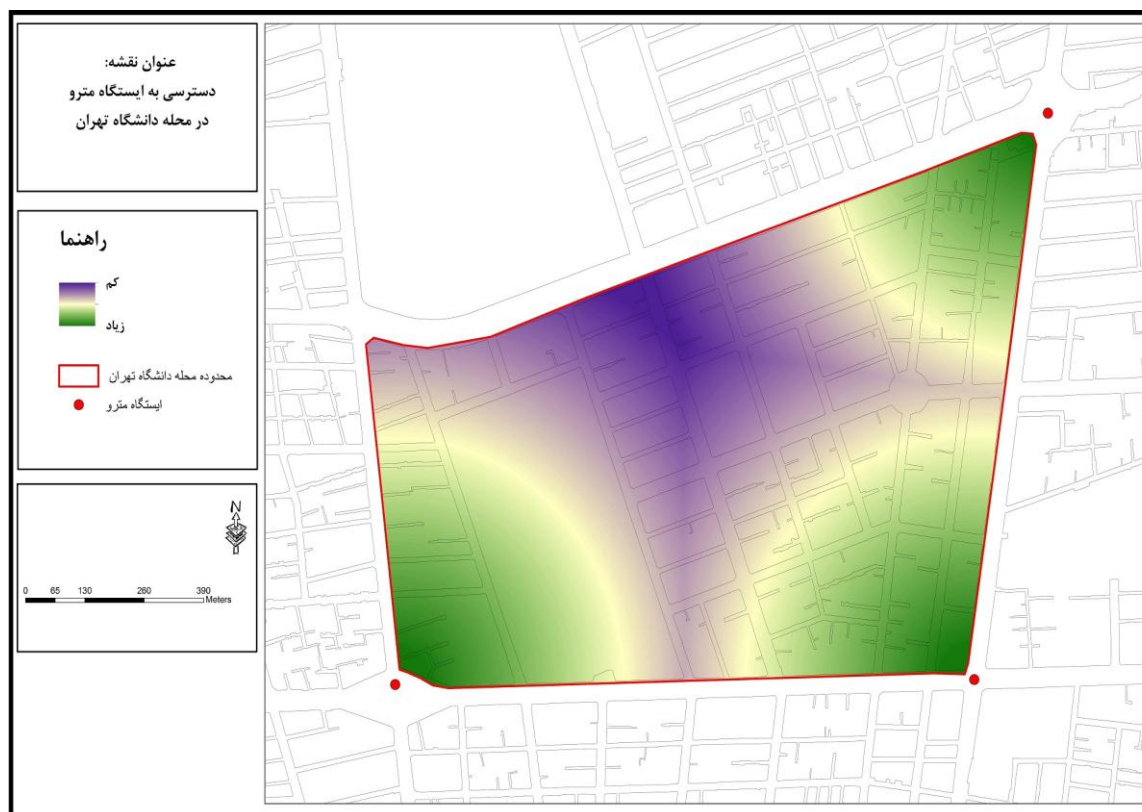 عنوان نقشه:
دسترسی به ایستگاه مترو
در محله دانشگاه تهران
راهنما
کم
زیاد
محدوده محله دانشگاه تهران
ایستگاه مترو
N
0 65 130 260 390
Meters